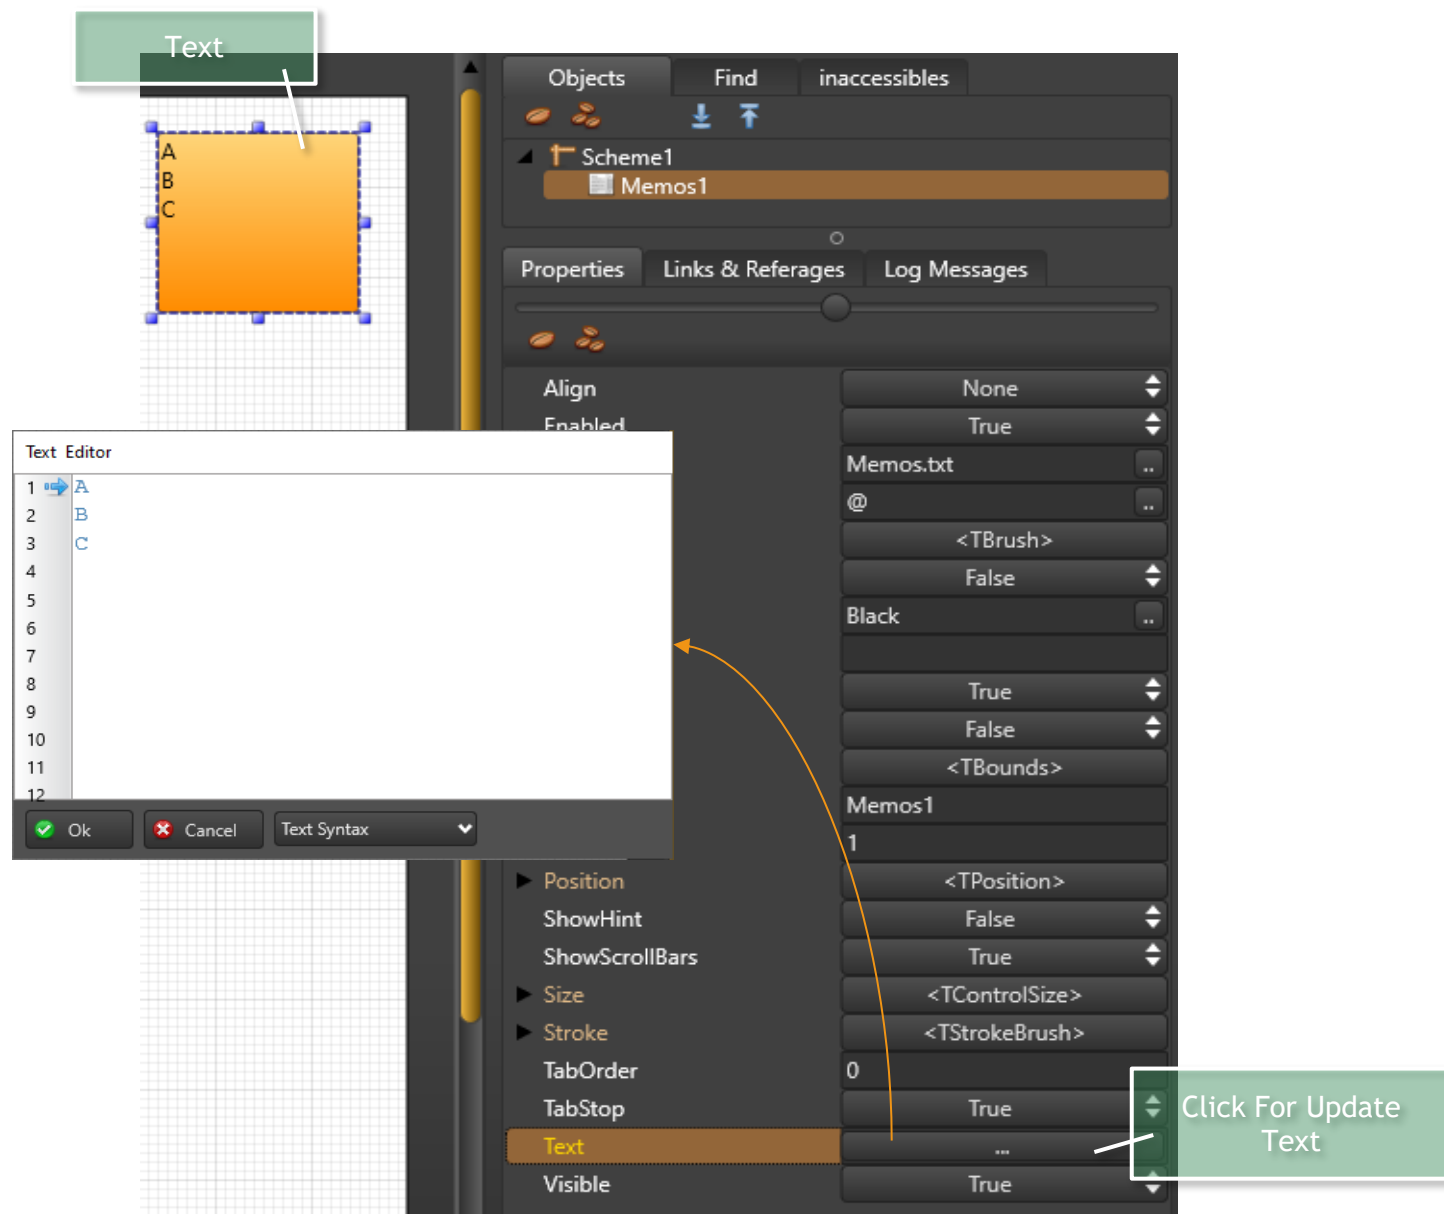 Text
A
B
C
Objects Find inaccessibles
Scheme1
Memos1
Properties Links & Referages Log Messages
Align None
Enabled True
Memos.txt ..
@ ..
<TBrush>
False
Black ..
True
False
<TBounds>
Memos1
1
Position <TPosition>
ShowHint False
ShowScrollBars True
Size <TControlSize>
Stroke <TStrokeBrush>
TabOrder 0
TabStop True
Text ...
Visible True
Text Editor
1 A
2 B
3 C
4
5
6
7
8
9
10
11
12
Ok Cancel Text Syntax
Click For Update
Text